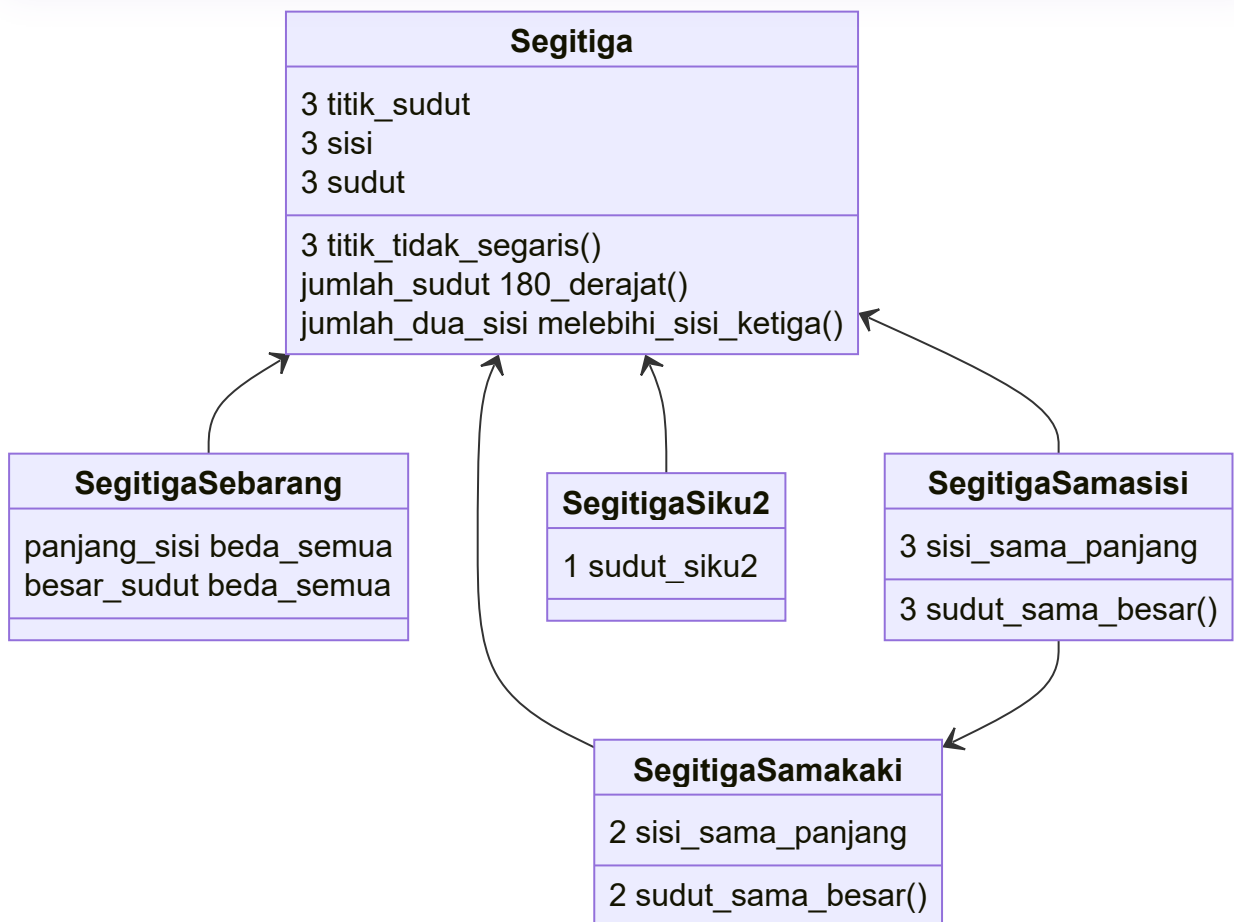 Segitiga
3 titik_sudut
3 sisi
3 sudut
3 titik_tidak_segaris()
jumlah_sudut 180_derajat()
jumlah_dua_sisi melebihi_sisi_ketiga()
SegitigaSebarang
panjang_sisi beda_semua
besar_sudut beda_semua
SegitigaSiku2
1 sudut_siku2
SegitigaSamasisi
3 sisi_sama_panjang
3 sudut_sama_besar()
SegitigaSamakaki
2 sisi_sama_panjang
2 sudut_sama_besar()